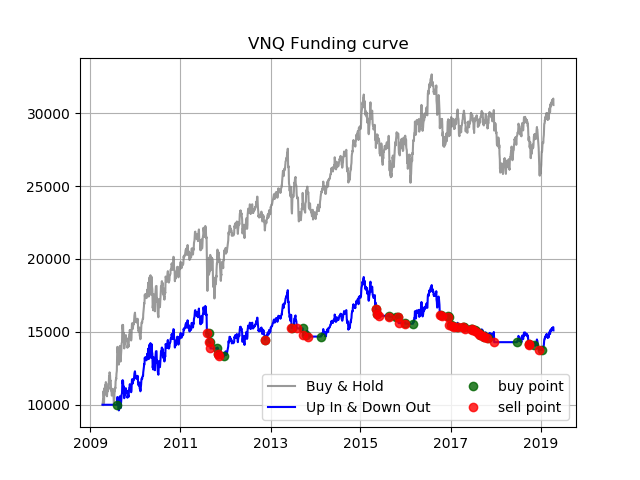 VNQ Funding curve
30000
25000
20000
15000
10000
Buy & Hold
Up In & Down Out
buy point
sell point
2009 2011 2013 2015 2017 2019